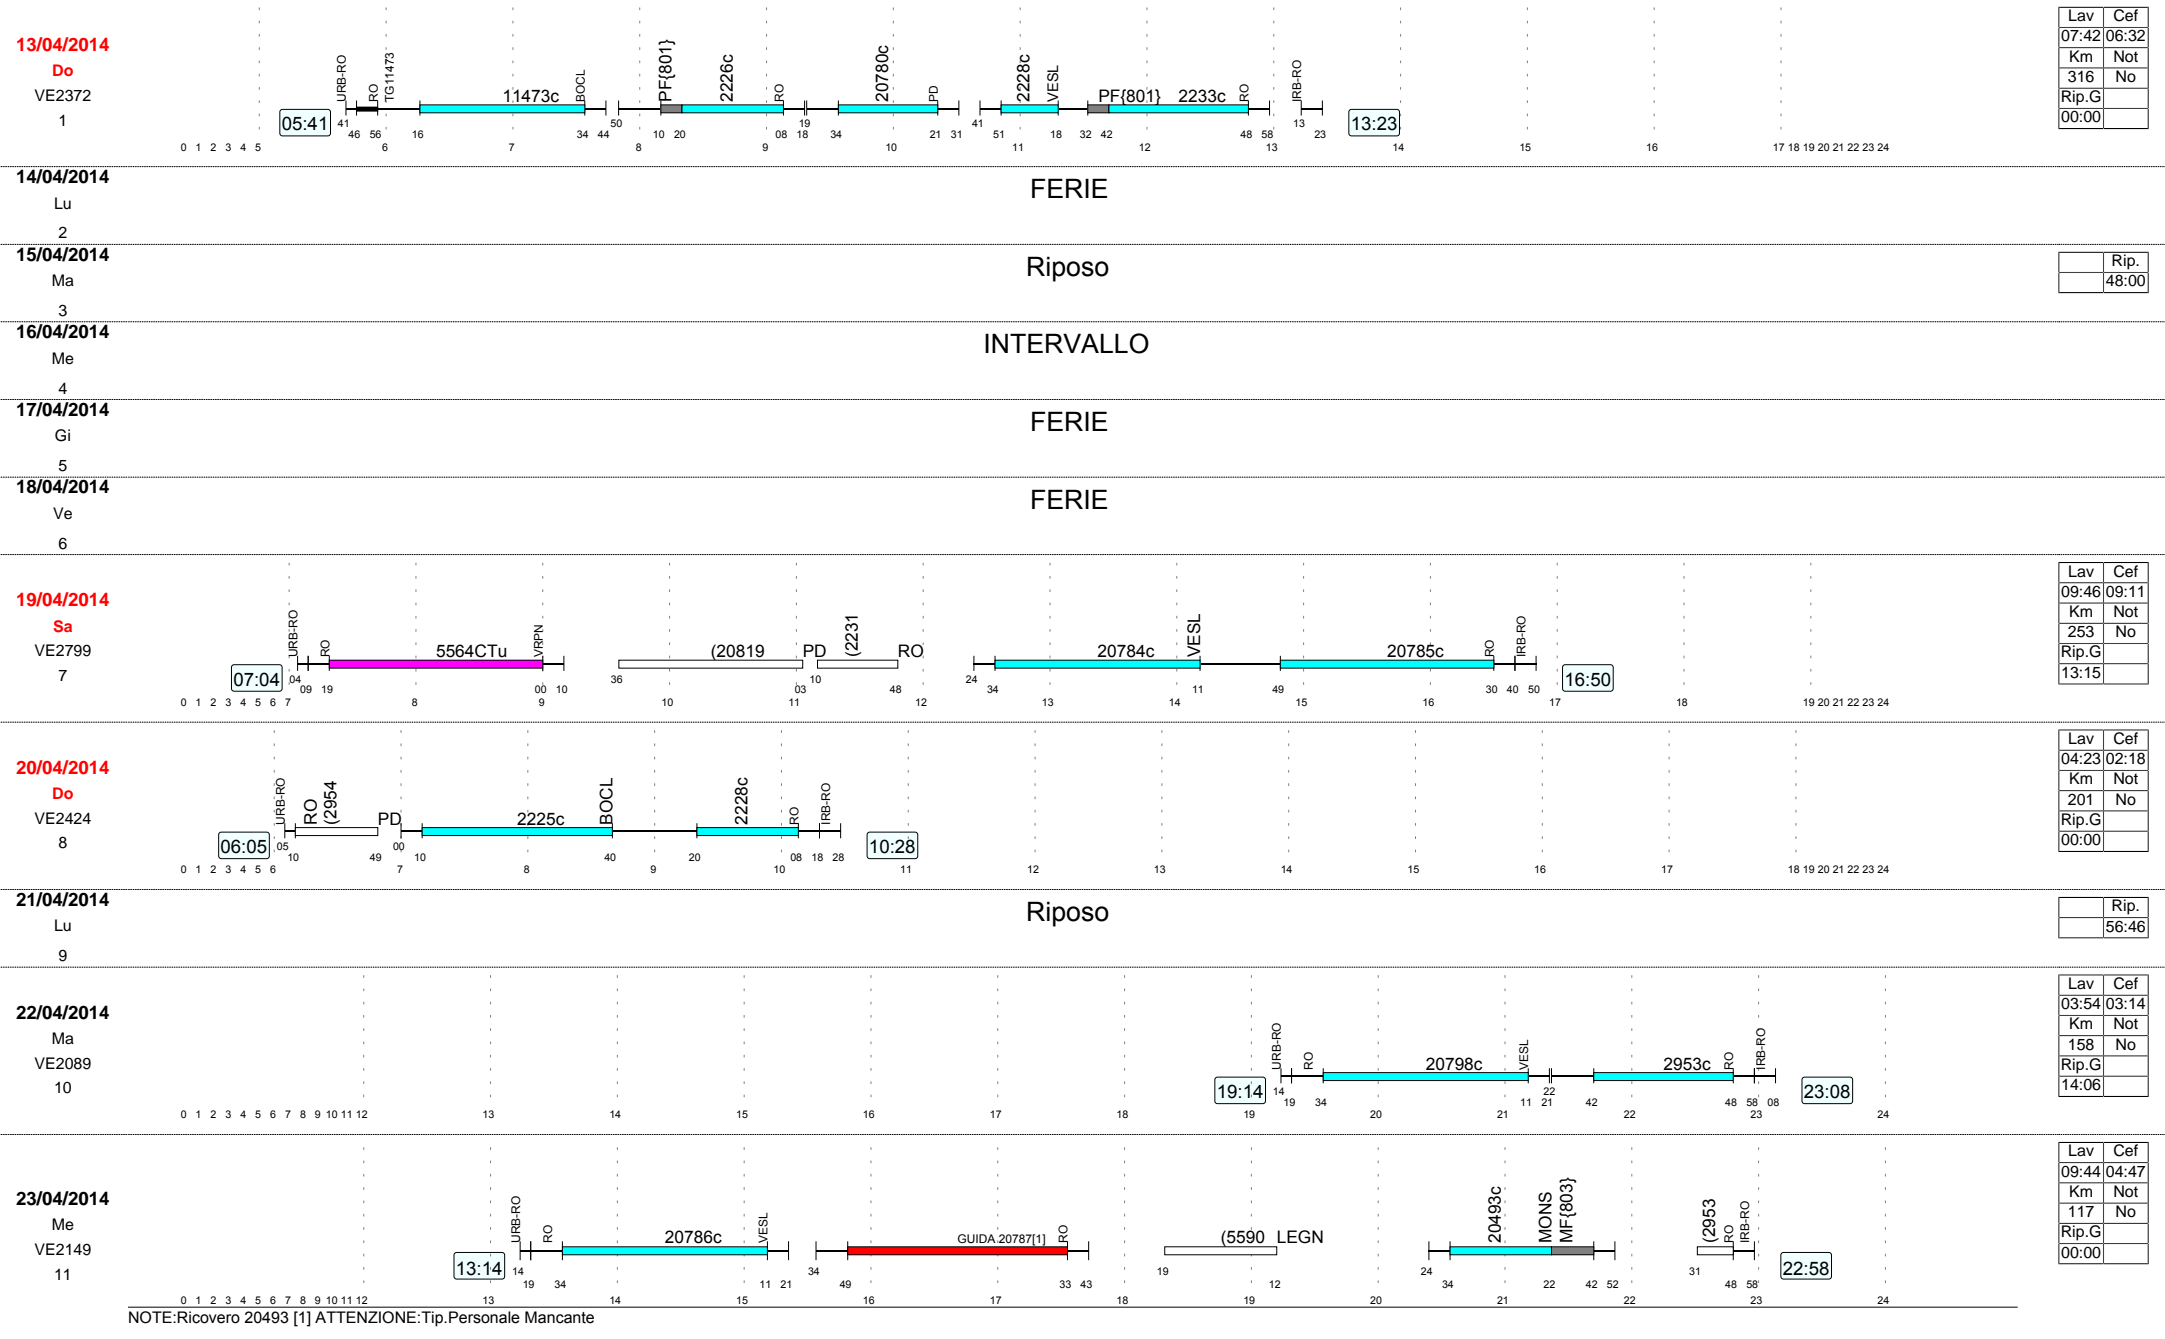 13/04/2014
Do
VE2372
1
05:41
URB-RO RO TG11473 11473c BOCL PF{801} 2226c RO 20780c PD 2228c VESL PF{801} 2233c RO IRB-RO
13:23
41 46 56 16 34 44 50 10 20 08 18 19 34 21 31 41 51 18 32 42 48 58 13 23
0 1 2 3 4 5 6 7 8 9 10 11 12 13 14 15 16 17 18 19 20 21 22 23 24
Lav Cef
07:42 06:32
Km Not
316 No
Rip.G
00:00
14/04/2014
Lu
2
FERIE
15/04/2014
Ma
3
Riposo
Rip.
48:00
16/04/2014
Me
4
INTERVALLO
17/04/2014
Gi
5
FERIE
18/04/2014
Ve
6
FERIE
19/04/2014
Sa
VE2799
7
07:04
URB-RO RO 5564CTu VRPN (20819 PD (2231 RO 20784c VESL 20785c RO IRB-RO
16:50
04 09 19 00 10 36 03 10 48 24 34 11 49 30 40 50
0 1 2 3 4 5 6 7 8 9 10 11 12 13 14 15 16 17 18 19 20 21 22 23 24
Lav Cef
09:46 09:11
Km Not
253 No
Rip.G
13:15
20/04/2014
Do
VE2424
8
06:05
URB-RO RO (2954 PD 2225c BOCL 2228c RO IRB-RO
10:28
05 10 49 00 10 40 20 08 18 28
0 1 2 3 4 5 6 7 8 9 10 11 12 13 14 15 16 17 18 19 20 21 22 23 24
Lav Cef
04:23 02:18
Km Not
201 No
Rip.G
00:00
21/04/2014
Lu
9
Riposo
Rip.
56:46
22/04/2014
Ma
VE2089
10
19:14
URB-RO RO 20798c VESL 2953c RO IRB-RO
23:08
14 19 34 11 21 22 42 48 58 08
0 1 2 3 4 5 6 7 8 9 10 11 12 13 14 15 16 17 18 19 20 21 22 23 24
Lav Cef
03:54 03:14
Km Not
158 No
Rip.G
14:06
23/04/2014
Me
VE2149
11
13:14
URB-RO RO 20786c VESL GUIDA 20787[1] RO (5590 LEGN 20493c MONS MF{803} (2953 RO IRB-RO
22:58
14 19 34 11 21 34 49 33 43 19 12 24 34 22 42 52 31 48 58
0 1 2 3 4 5 6 7 8 9 10 11 12 13 14 15 16 17 18 19 20 21 22 23 24
Lav Cef
09:44 04:47
Km Not
117 No
Rip.G
00:00
NOTE:Ricovero 20493 [1] ATTENZIONE:Tip.Personale Mancante